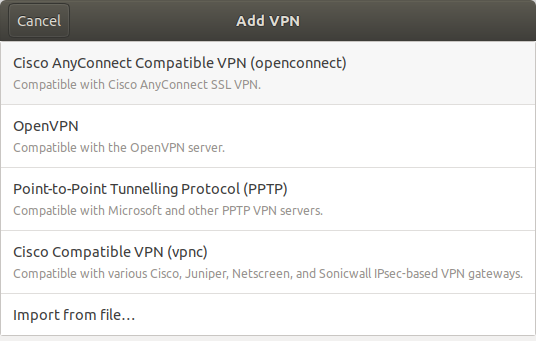 Cancel Add VPN
Cisco AnyConnect Compatible VPN (openconnect)
Compatible with Cisco AnyConnect SSL VPN.
OpenVPN
Compatible with the OpenVPN server.
Point-to-Point Tunnelling Protocol (PPTP)
Compatible with Microsoft and other PPTP VPN servers.
Cisco Compatible VPN (vpnc)
Compatible with various Cisco, Juniper, Netscreen, and Sonicwall IPsec-based VPN gateways.
Import from file…